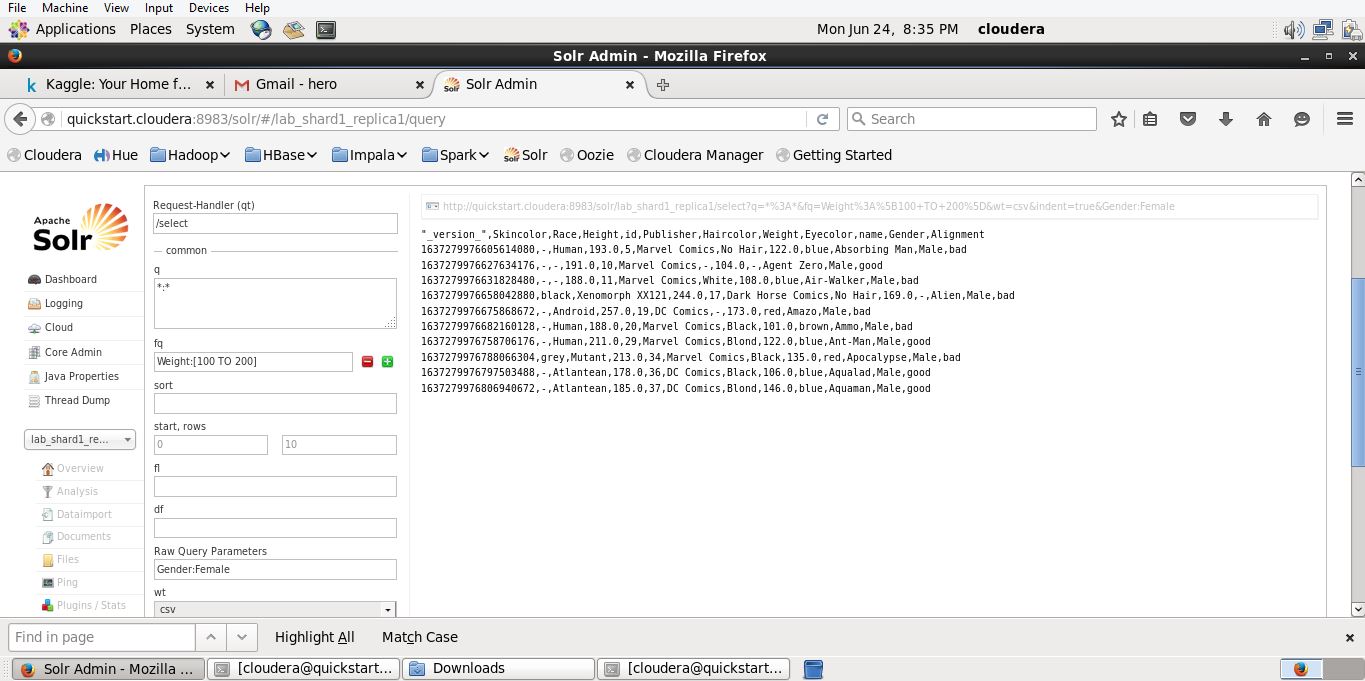 File Machine View Input Devices Help
Applications Places System Mon Jun 24, 8:35 PM cloudera
Solr Admin - Mozilla Firefox
k Kaggle: Your Home f... Gmail - hero Solr Solr Admin
quickstart.cloudera:8983/solr/#/lab_shard1_replica1/query Search
Cloudera Hue Hadoop HBase Impala Spark Solr Solr Oozie Cloudera Manager Getting Started
Apache
Solr
Dashboard
Logging
Cloud
Core Admin
Java Properties
Thread Dump
lab_shard1_re...
Overview
Analysis
Dataimport
Documents
Files
Ping
Plugins / Stats
Request-Handler (qt)
/select
common
q
*:*
fq
Weight:[100 TO 200]
sort
start, rows
0 10
fl
df
Raw Query Parameters
Gender:Female
wt
csv
http://quickstart.cloudera:8983/solr/lab_shard1_replica1/select?q=*%3A*&fq=Weight%3A%5B100+TO+200%5D&wt=csv&indent=true&Gender:Female
"_version_",Skincolor,Race,Height,id,Publisher,Haircolor,Weight,Eyecolor,name,Gender,Alignment
1637279976605614080,-,Human,193.0,5,Marvel Comics,No Hair,122.0,blue,Absorbing Man,Male,bad
1637279976627634176,-,-,191.0,10,Marvel Comics,-,104.0,-,Agent Zero,Male,good
1637279976631828480,-,-,188.0,11,Marvel Comics,White,108.0,blue,Air-Walker,Male,bad
1637279976658042880,black,Xenomorph XX121,244.0,17,Dark Horse Comics,No Hair,169.0,-,Alien,Male,bad
1637279976675868672,-,Android,257.0,19,DC Comics,-,173.0,red,Amazo,Male,bad
1637279976682160128,-,Human,188.0,20,Marvel Comics,Black,101.0,brown,Ammo,Male,bad
1637279976758706176,-,Human,211.0,29,Marvel Comics,Blond,122.0,blue,Ant-Man,Male,good
1637279976788066304,grey,Mutant,213.0,34,Marvel Comics,Black,135.0,red,Apocalypse,Male,bad
1637279976797503488,-,Atlantean,178.0,36,DC Comics,Black,106.0,blue,Aqualad,Male,good
1637279976806940672,-,Atlantean,185.0,37,DC Comics,Blond,146.0,blue,Aquaman,Male,good
Find in page Highlight All Match Case
Solr Admin - Mozilla ... [cloudera@quickstart... Downloads [cloudera@quickstart...